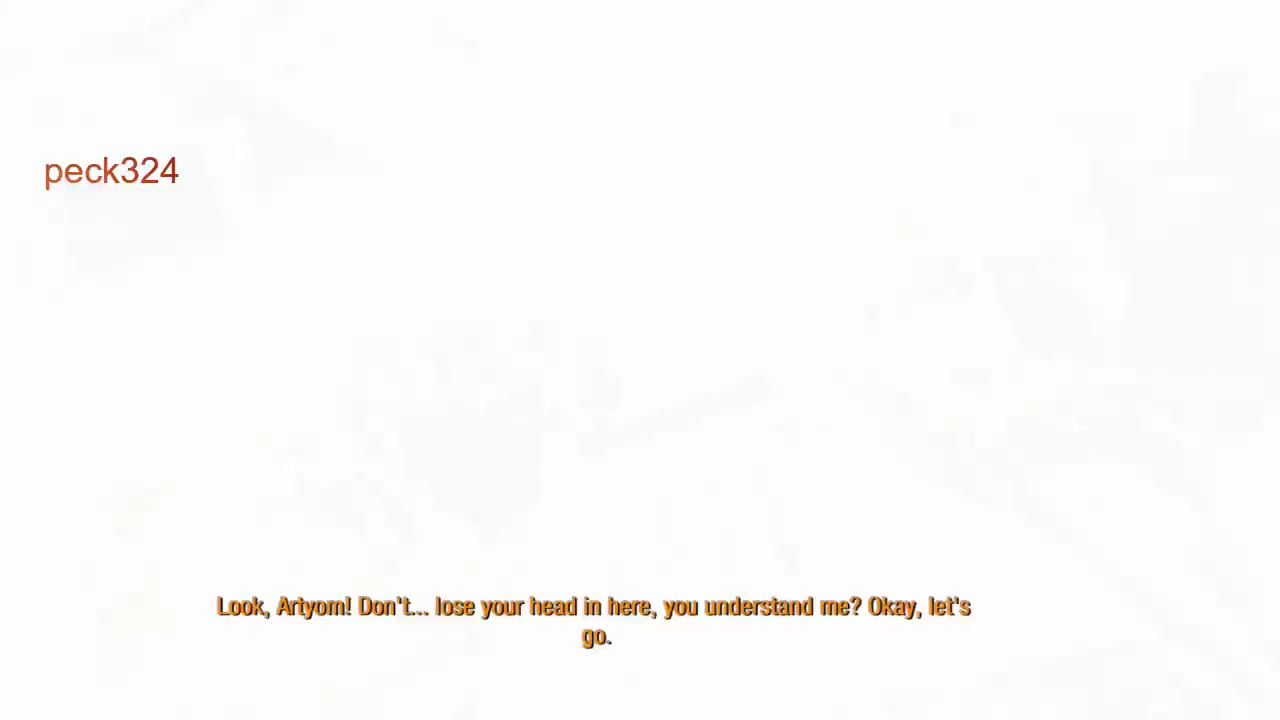 peck324
Look, Artyom! Don't... lose your head in here, you understand me? Okay, let's
go.